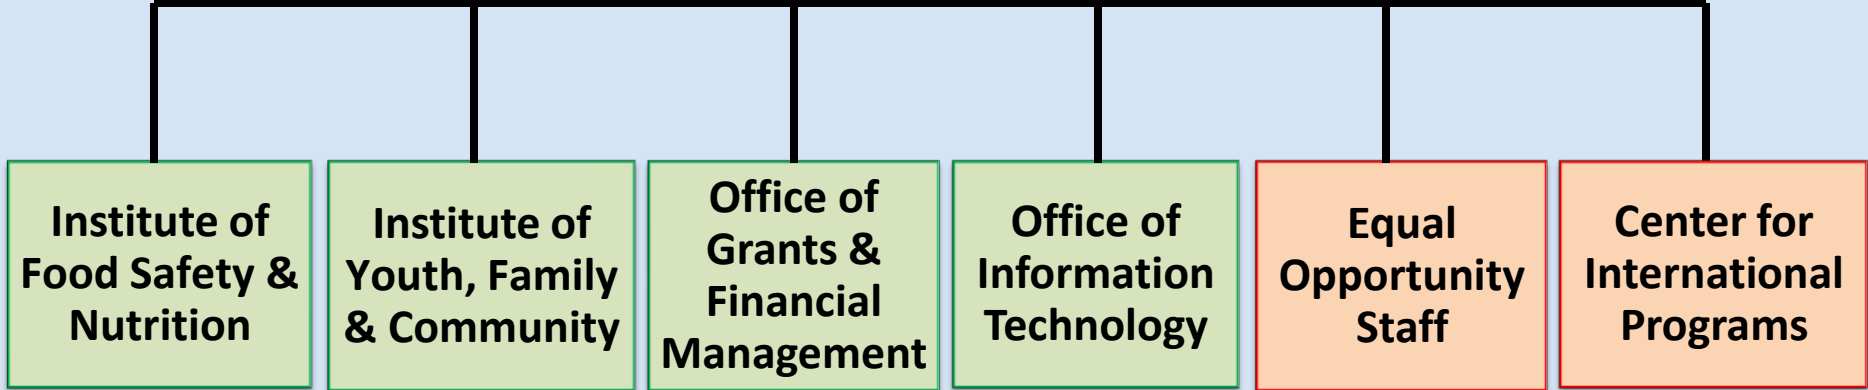 Institute of
Food Safety &
Nutrition
Institute of
Youth, Family
& Community
Office of
Grants &
Financial
Management
Office of
Information
Technology
Equal
Opportunity
Staff
Center for
International
Programs